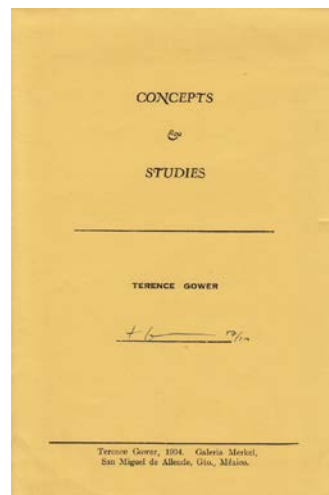 CONCEPTS
&
STUDIES
TERENCE GOWER
Terence Gower, 1994. Galeria Merkel,
San Miguel de Allende, Gto., México.